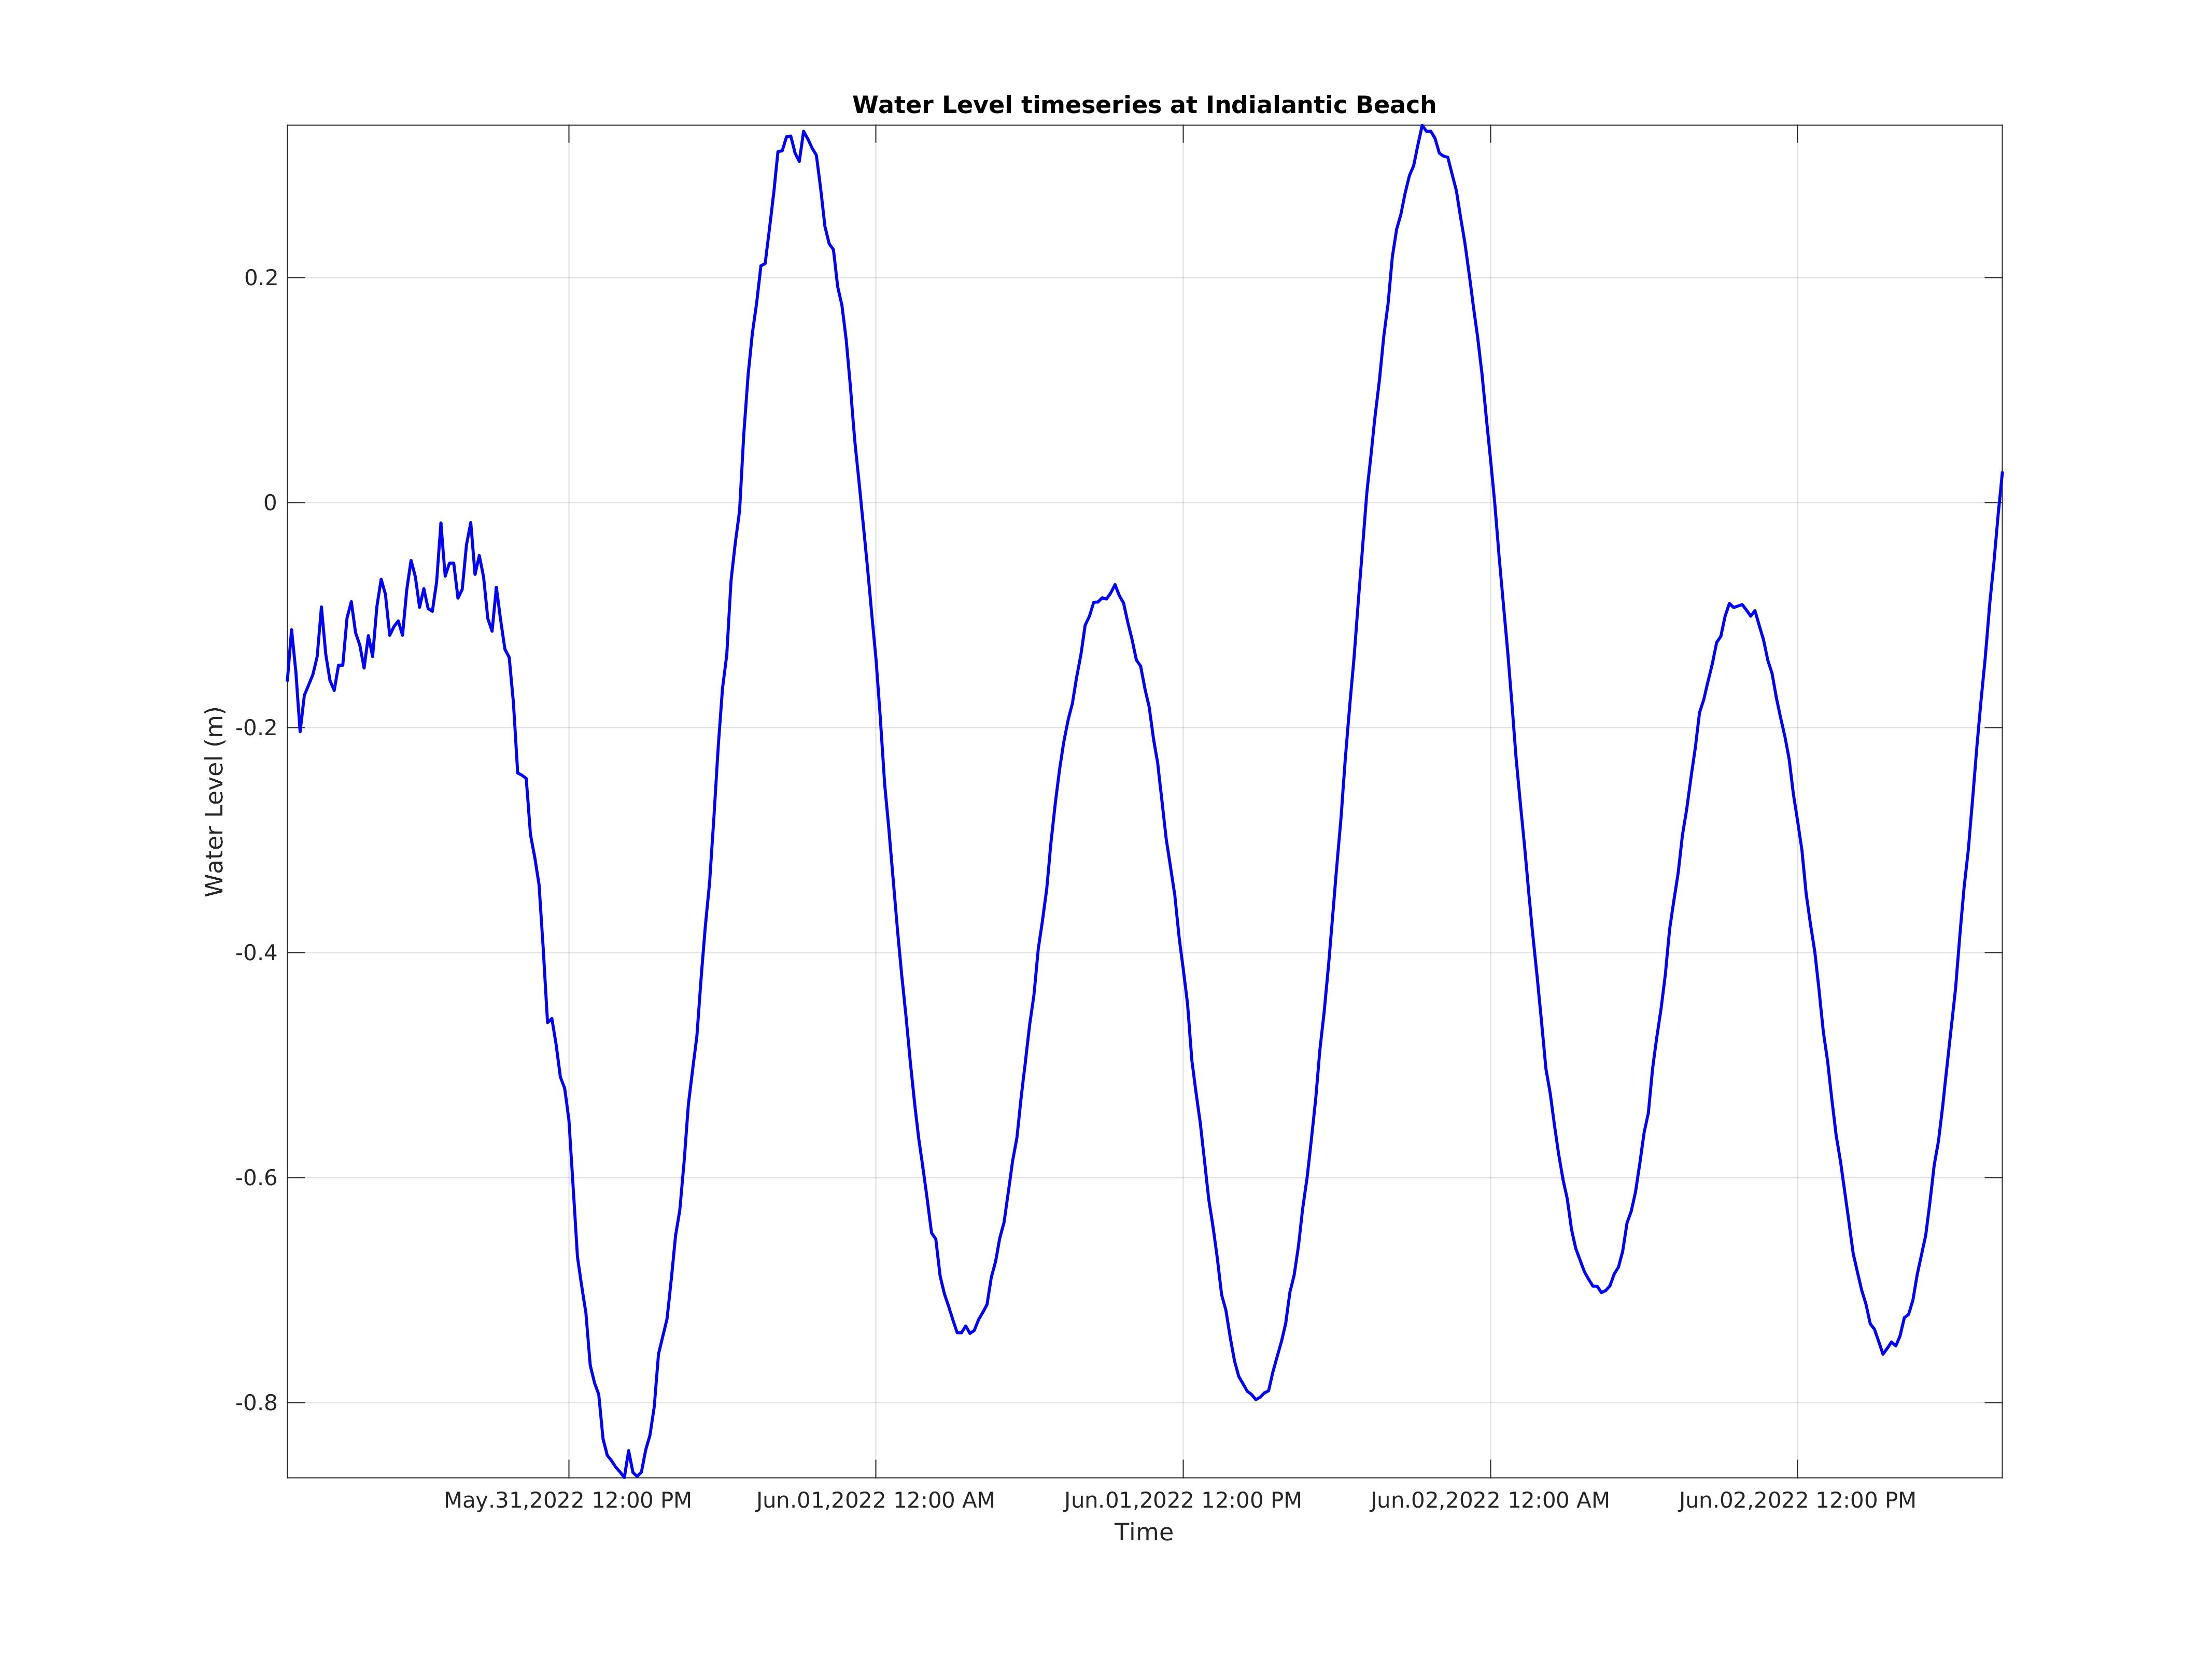 Water Level timeseries at Indialantic Beach
0.2
0
-0.2
-0.4
-0.6
-0.8
Water Level (m)
May.31,2022 12:00 PM
Jun.01,2022 12:00 AM
Jun.01,2022 12:00 PM
Jun.02,2022 12:00 AM
Jun.02,2022 12:00 PM
Time